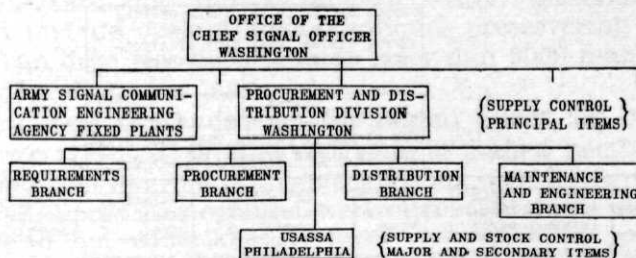 OFFICE OF THE
CHIEF SIGNAL OFFICER
WASHINGTON
ARMY SIGNAL COMMUNI-
CATION ENGINEERING
AGENCY FIXED PLANTS
PROCUREMENT AND DIS-
TRIBUTION DIVISION
WASHINGTON
{SUPPLY CONTROL
PRINCIPAL ITEMS}
REQUIREMENTS
BRANCH
PROCUREMENT
BRANCH
DISTRIBUTION
BRANCH
MAINTENANCE
AND ENGINEERING
BRANCH
USASSA
PHILADELPHIA
{SUPPLY AND STOCK CONTROL
MAJOR AND SECONDARY ITEMS}